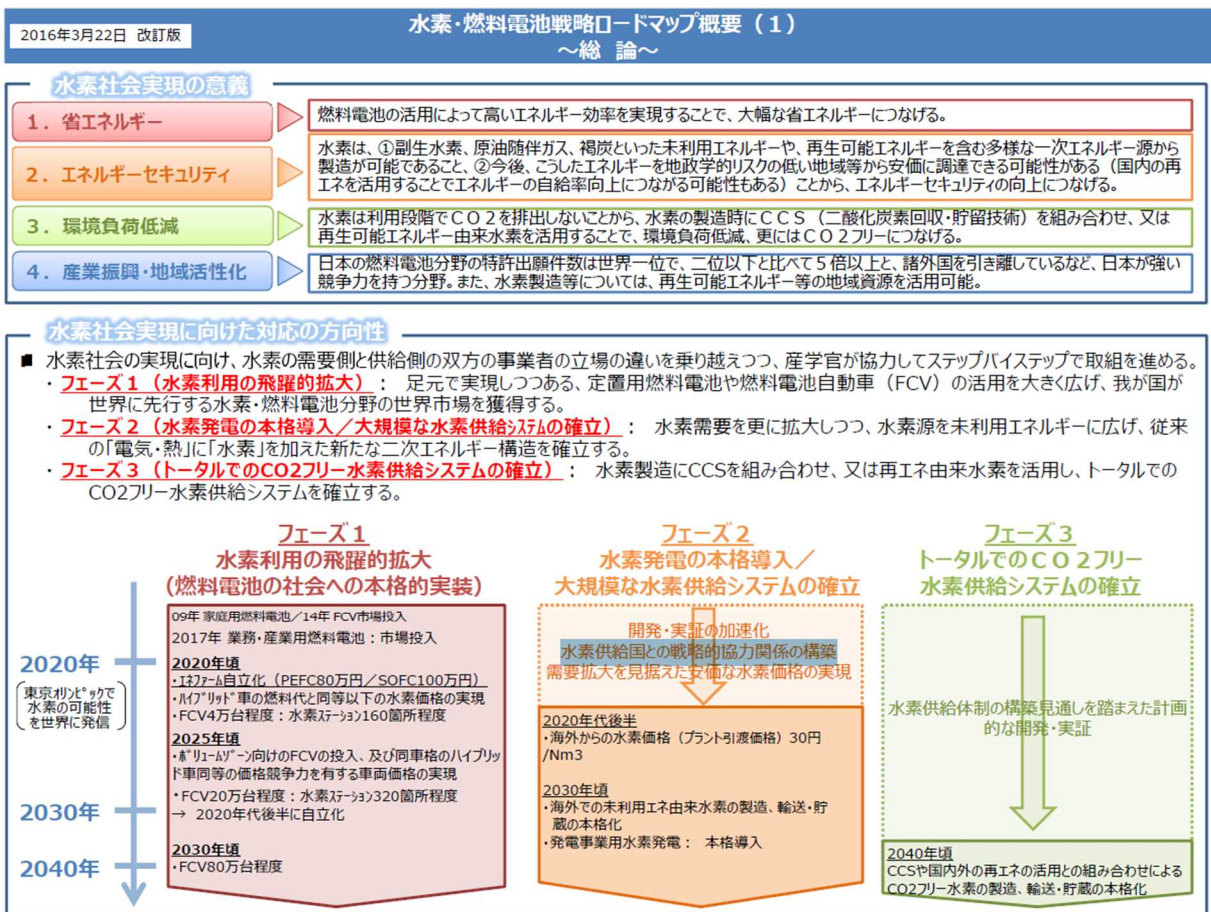 2016年3月22日 改訂版
水素・燃料電池戦略ロードマップ概要（1）
～総 論～
水素社会実現の意義
1．省エネルギー
燃料電池の活用によって高いエネルギー効率を実現することで、大幅な省エネルギーにつなげる。
2．エネルギーセキュリティ
水素は、①副生水素、原油随伴ガス、褐炭といった未利用エネルギーや、再生可能エネルギーを含む多様な一次エネルギー源から
製造が可能であること、②今後、こうしたエネルギーを地政学的リスクの低い地域等から安価に調達できる可能性がある（国内の再
エネを活用することでエネルギーの自給率向上につながる可能性もある）ことから、エネルギーセキュリティの向上につなげる。
3．環境負荷低減
水素は利用段階でCO2を排出しないことから、水素の製造時にCCS（二酸化炭素回収・貯留技術）を組み合わせ、又は
再生可能エネルギー由来水素を活用することで、環境負荷低減、更にはCO2フリーにつなげる。
4．産業振興・地域活性化
日本の燃料電池分野の特許出願件数は世界一位で、二位以下と比べて5倍以上と、諸外国を引き離しているなど、日本が強い
競争力を持つ分野。また、水素製造等については、再生可能エネルギー等の地域資源を活用可能。
水素社会実現に向けた対応の方向性
■ 水素社会の実現に向け、水素の需要側と供給側の双方の事業者の立場の違いを乗り越えつつ、産学官が協力してステップバイステップで取組を進める。
・フェーズ1（水素利用の飛躍的拡大）： 足元で実現しつつある、定置用燃料電池や燃料電池自動車（FCV）の活用を大きく広げ、我が国が
世界に先行する水素・燃料電池分野の世界市場を獲得する。
・フェーズ2（水素発電の本格導入／大規模な水素供給システムの確立）： 水素需要を更に拡大しつつ、水素源を未利用エネルギーに広げ、従来
の「電気・熱」に「水素」を加えた新たな二次エネルギー構造を確立する。
・フェーズ3（トータルでのCO2フリー水素供給システムの確立）： 水素製造にCCSを組み合わせ、又は再エネ由来水素を活用し、トータルでの
CO2フリー水素供給システムを確立する。
フェーズ1
水素利用の飛躍的拡大
（燃料電池の社会への本格的実装）
09年 家庭用燃料電池／14年 FCV市場投入
2017年 業務・産業用燃料電池：市場投入
2020年頃
・エネファーム自立化（PEFC80万円／SOFC100万円）
・ハイブリッド車の燃料代と同等以下の水素価格の実現
・FCV4万台程度：水素ステーション160箇所程度
2025年頃
・ボリュームゾーン向けのFCVの投入、及び同車格のハイブリッ
ド車同等の価格競争力を有する車両価格の実現
・FCV20万台程度：水素ステーション320箇所程度
→ 2020年代後半に自立化
2030年頃
・FCV80万台程度
2020年
東京オリンピックで
水素の可能性
を世界に発信
2030年
2040年
フェーズ2
水素発電の本格導入／
大規模な水素供給システムの確立
開発・実証の加速化
水素供給国との戦略的協力関係の構築
需要拡大を見据えた安価な水素価格の実現
2020年代後半
・海外からの水素価格（プラント引渡価格）30円
/Nm3
2030年頃
・海外での未利用エネ由来水素の製造、輸送・貯
蔵の本格化
・発電事業用水素発電： 本格導入
フェーズ3
トータルでのCO2フリー
水素供給システムの確立
水素供給体制の構築見通しを踏まえた計画
的な開発・実証
2040年頃
CCSや国内外の再エネの活用との組み合わせによる
CO2フリー水素の製造、輸送・貯蔵の本格化